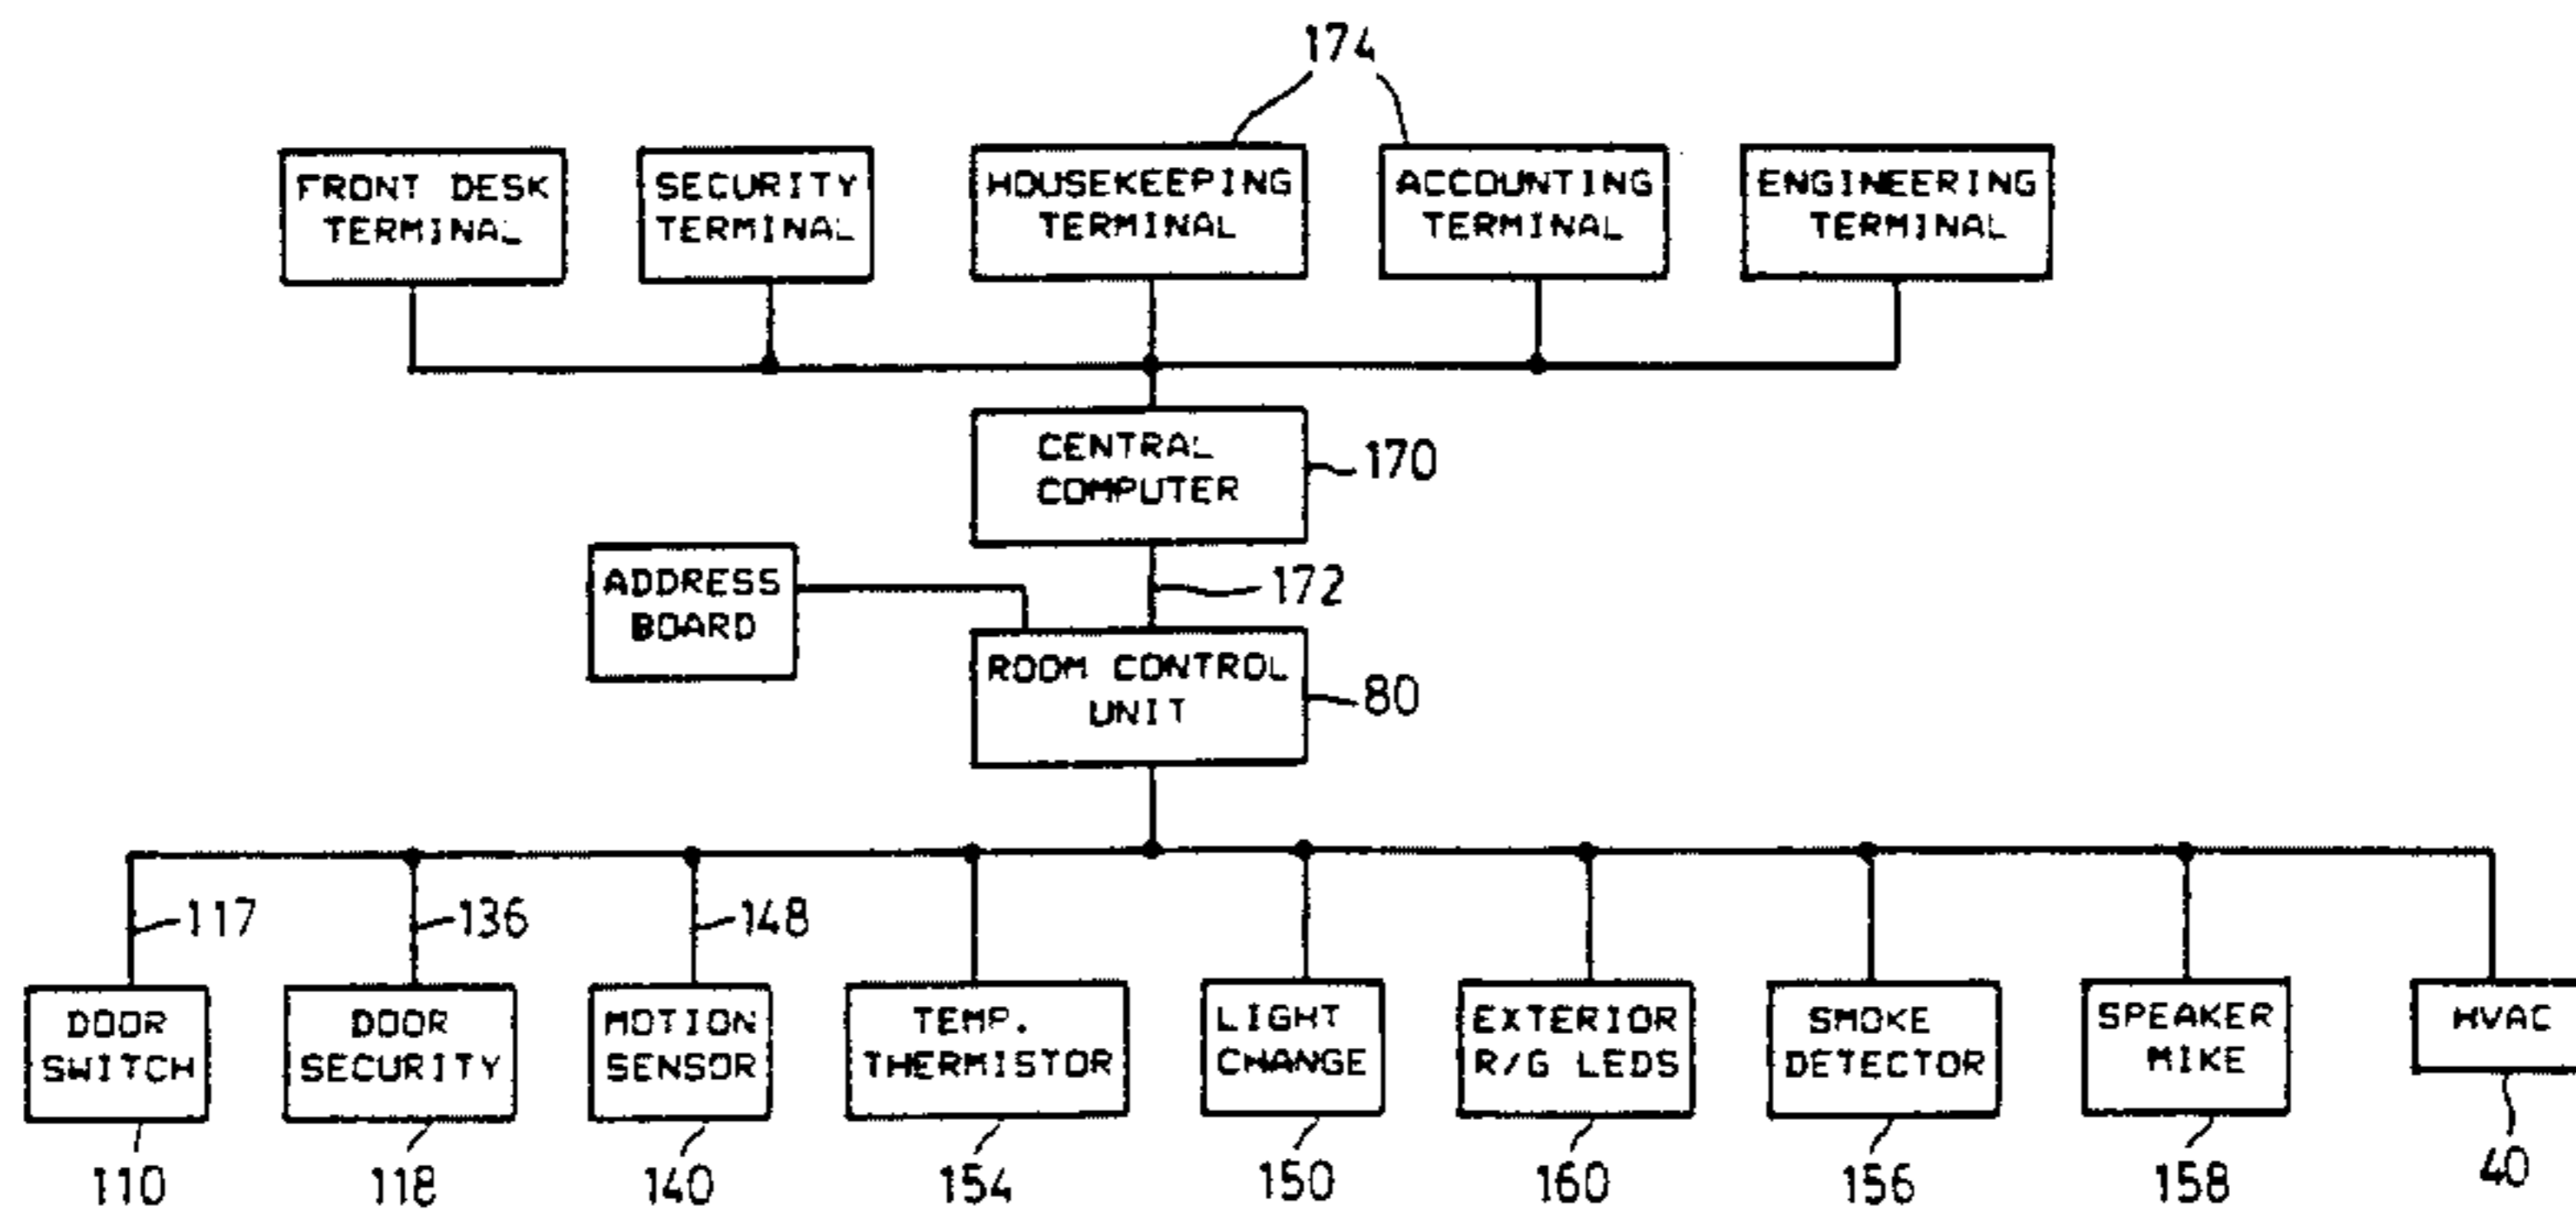 174
FRONT DESK
TERMINAL
SECURITY
TERMINAL
HOUSEKEEPING
TERMINAL
ACCOUNTING
TERMINAL
ENGINEERING
TERMINAL
CENTRAL
COMPUTER
170
ADDRESS
BOARD
172
ROOM CONTROL
UNIT
80
117
136
148
DOOR
SWITCH
DOOR
SECURITY
MOTION
SENSOR
TEMP.
THERMISTOR
LIGHT
CHANGE
EXTERIOR
R/G LEDS
SMOKE
DETECTOR
SPEAKER
MIKE
HVAC
110
118
140
154
150
160
156
158
40